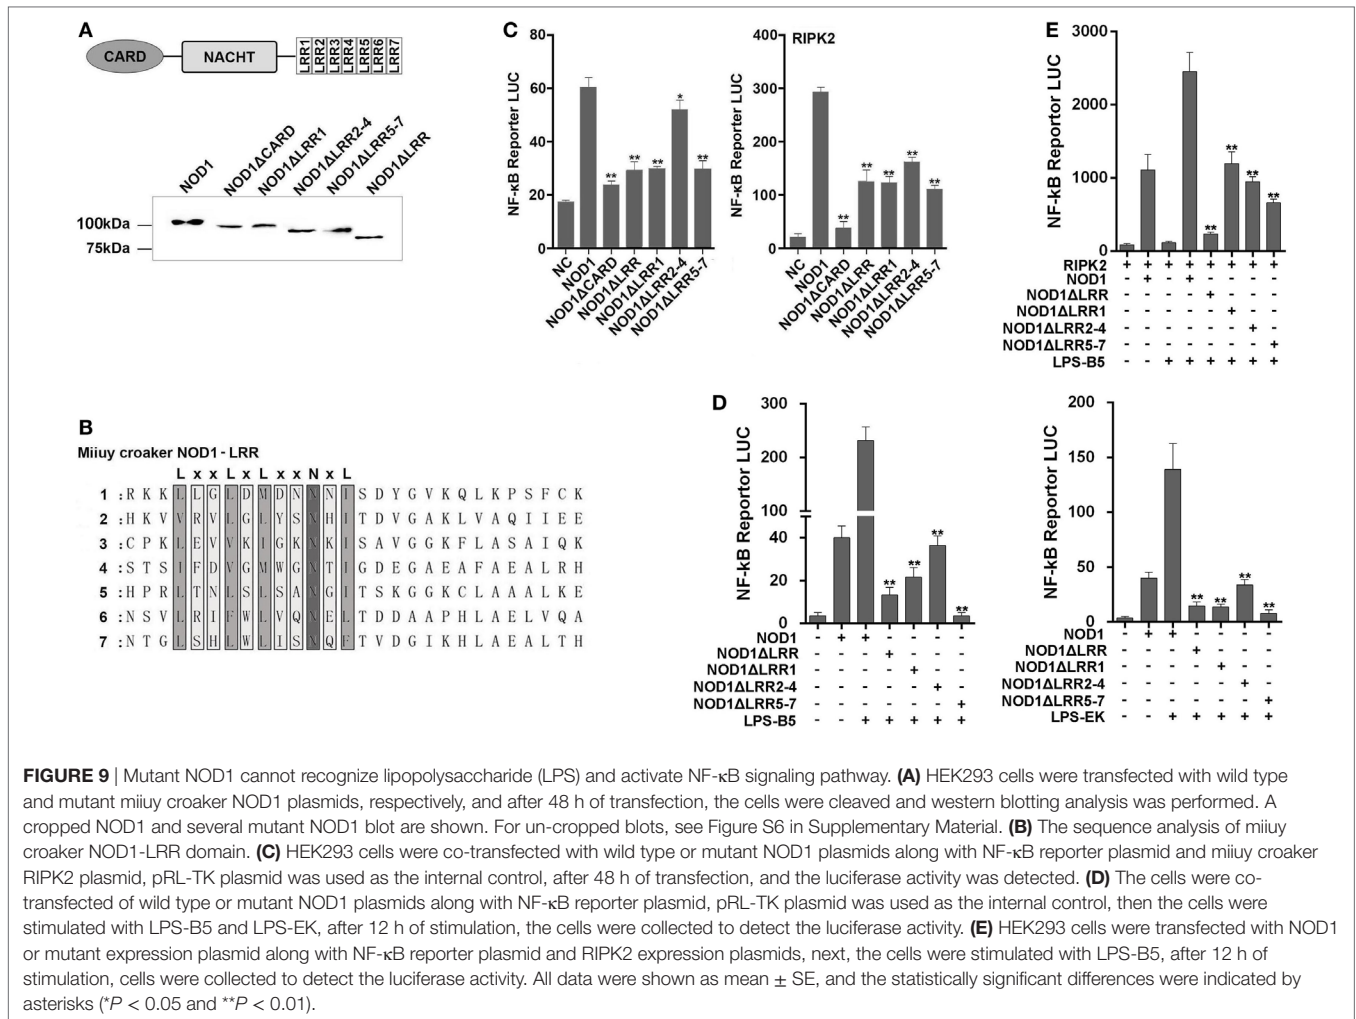 A
CARD
NACHT
LRR1
LRR2
LRR3
LRR4
LRR5
LRR6
LRR7
NOD1
NOD1ΔCARD
NOD1ΔLRR1
NOD1ΔLRR2-4
NOD1ΔLRR5-7
NOD1ΔLRR
100kDa
75kDa
B
Miiuy croaker NOD1 - LRR
L x x L x L x x N x L
1 : R K K L L G L D M D N N N I S D Y G V K Q L K P S F C K
2 : H K V V R V L G L Y S N H I T D V G A K L V A Q I I E E
3 : C P K L E V V K I G K N K I S A V G G K F L A S A I Q K
4 : S T S I F D V G M W G N T I G D E G A E A F A E A L R H
5 : H P R L T N L S L S A N G I T S K G G K C L A A A L K E
6 : N S V L R I F W L V Q N E L T D D A A P H L A E L V Q A
7 : N T G L S H L W L I S N Q F T V D G I K H L A E A L T H
C
NF-κB Reporter LUC
80
60
40
20
0
*
** ** ** **
NC
NOD1
NOD1ΔCARD
NOD1ΔLRR
NOD1ΔLRR1
NOD1ΔLRR2-4
NOD1ΔLRR5-7
RIPK2
NF-κB Reporter LUC
400
300
200
100
0
** ** ** ** **
NC
NOD1
NOD1ΔCARD
NOD1ΔLRR
NOD1ΔLRR1
NOD1ΔLRR2-4
NOD1ΔLRR5-7
E
NF-kB Reportor LUC
3000
2000
1000
0
** ** ** **
RIPK2 + + + + + + + +
NOD1 - + - + - - - -
NOD1ΔLRR - - - - + - - -
NOD1ΔLRR1 - - - - - + - -
NOD1ΔLRR2-4 - - - - - - + -
NOD1ΔLRR5-7 - - - - - - - +
LPS-B5 - - + + + + + +
D
NF-kB Reportor LUC
300
200
100
40
20
0
** ** ** **
NOD1 - + + - - - -
NOD1ΔLRR - - - + - - -
NOD1ΔLRR1 - - - - + - -
NOD1ΔLRR2-4 - - - - - + -
NOD1ΔLRR5-7 - - - - - - +
LPS-B5 - - + + + + +
NF-kB Reportor LUC
200
150
100
50
0
** ** ** **
NOD1 - + + - - - -
NOD1ΔLRR - - - + - - -
NOD1ΔLRR1 - - - - + - -
NOD1ΔLRR2-4 - - - - - + -
NOD1ΔLRR5-7 - - - - - - +
LPS-EK - - + + + + +
FIGURE 9 | Mutant NOD1 cannot recognize lipopolysaccharide (LPS) and activate NF-κB signaling pathway. (A) HEK293 cells were transfected with wild type
and mutant miiuy croaker NOD1 plasmids, respectively, and after 48 h of transfection, the cells were cleaved and western blotting analysis was performed. A
cropped NOD1 and several mutant NOD1 blot are shown. For un-cropped blots, see Figure S6 in Supplementary Material. (B) The sequence analysis of miiuy
croaker NOD1-LRR domain. (C) HEK293 cells were co-transfected with wild type or mutant NOD1 plasmids along with NF-κB reporter plasmid and miiuy croaker
RIPK2 plasmid, pRL-TK plasmid was used as the internal control, after 48 h of transfection, and the luciferase activity was detected. (D) The cells were co-
transfected of wild type or mutant NOD1 plasmids along with NF-κB reporter plasmid, pRL-TK plasmid was used as the internal control, then the cells were
stimulated with LPS-B5 and LPS-EK, after 12 h of stimulation, the cells were collected to detect the luciferase activity. (E) HEK293 cells were transfected with NOD1
or mutant expression plasmid along with NF-κB reporter plasmid and RIPK2 expression plasmids, next, the cells were stimulated with LPS-B5, after 12 h of
stimulation, cells were collected to detect the luciferase activity. All data were shown as mean ± SE, and the statistically significant differences were indicated by
asterisks (*P < 0.05 and **P < 0.01).